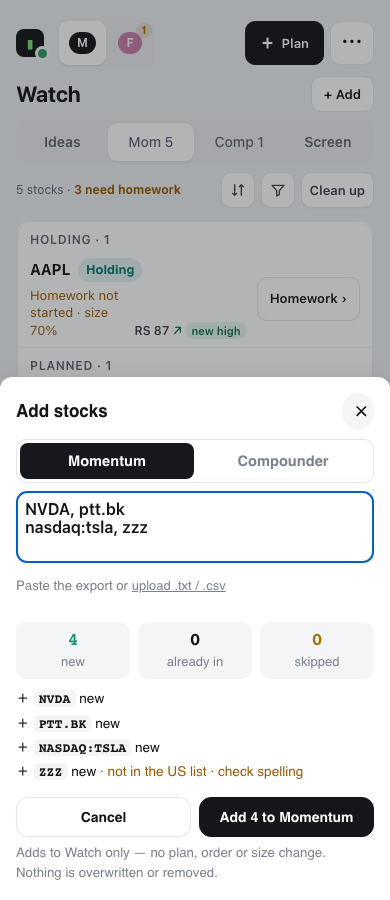 M
F
1
+ Plan
...
Watch
+ Add
Ideas
Mom 5
Comp 1
Screen
5 stocks · 3 need homework
Clean up
HOLDING · 1
AAPL Holding
Homework not
started · size
70%
RS 87 ↗ new high
Homework ›
PLANNED · 1
Add stocks
Momentum
Compounder
NVDA, ptt.bk
nasdaq:tsla, zzz
Paste the export or upload .txt / .csv
4
new
0
already in
0
skipped
+ NVDA new
+ PTT.BK new
+ NASDAQ:TSLA new
+ ZZZ new · not in the US list · check spelling
Cancel
Add 4 to Momentum
Adds to Watch only — no plan, order or size change.
Nothing is overwritten or removed.